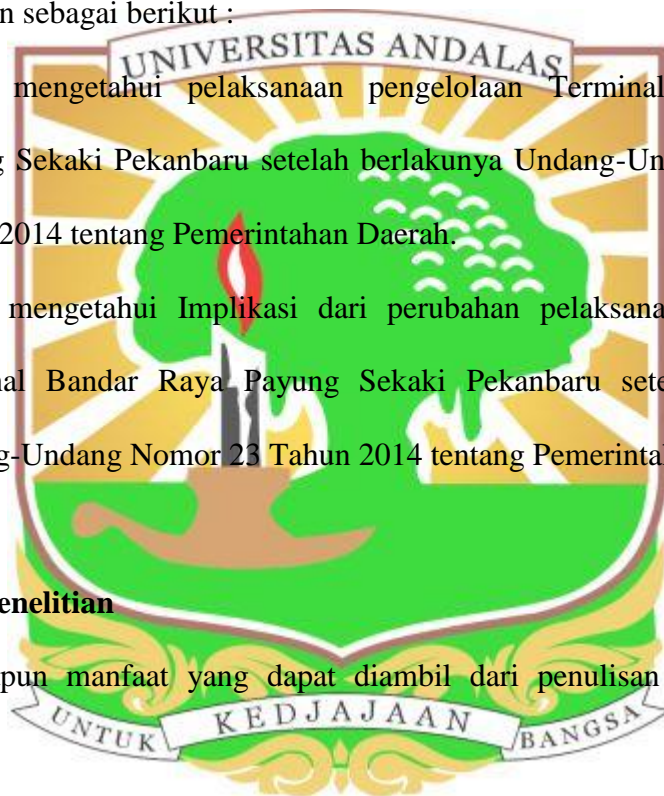 n sebagai berikut :
UNIVERSITAS ANDALAS
mengetahui pelaksanaan pengelolaan Terminal
g Sekaki Pekanbaru setelah berlakunya Undang-Un
2014 tentang Pemerintahan Daerah.
mengetahui Implikasi dari perubahan pelaksana
nal Bandar Raya Payung Sekaki Pekanbaru sete
g-Undang Nomor 23 Tahun 2014 tentang Pemerintal
enelitian
pun manfaat yang dapat diambil dari penulisan
UNTUK KEDJAJAAN BANGSA